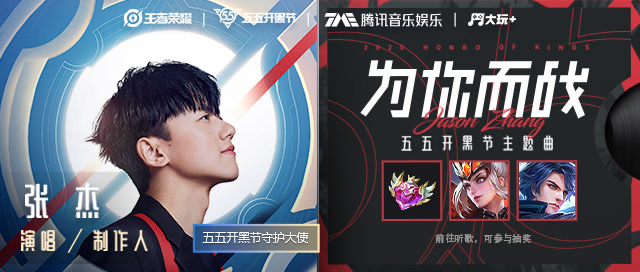 王者荣耀 | 55 五五开黑节
张 杰
演唱 / 制作人
五五开黑节守护大使
TME 腾讯音乐娱乐 | 大玩+
2020 HONRO OF KINGS
为你而战
Jason Zhang
五五开黑节主题曲
前往听歌，可参与抽奖